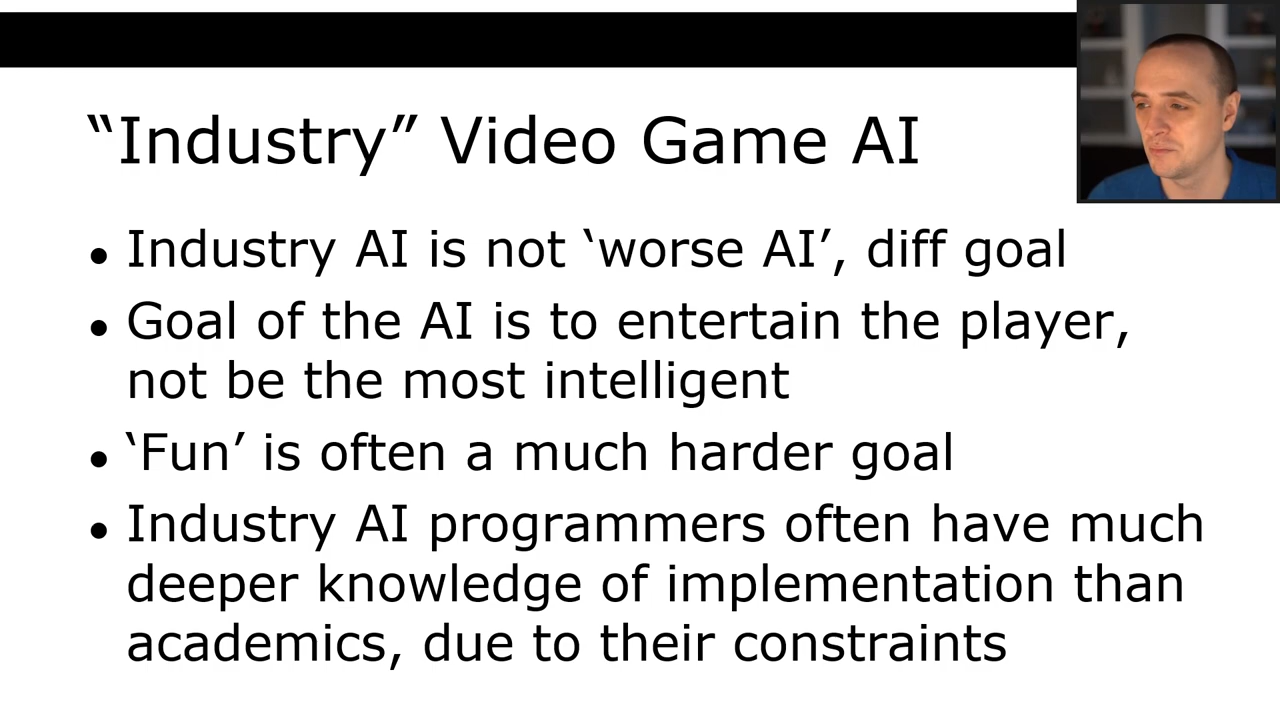 “Industry” Video Game AI
● Industry AI is not ‘worse AI’, diff goal
● Goal of the AI is to entertain the player,
not be the most intelligent
● ‘Fun’ is often a much harder goal
● Industry AI programmers often have much
deeper knowledge of implementation than
academics, due to their constraints